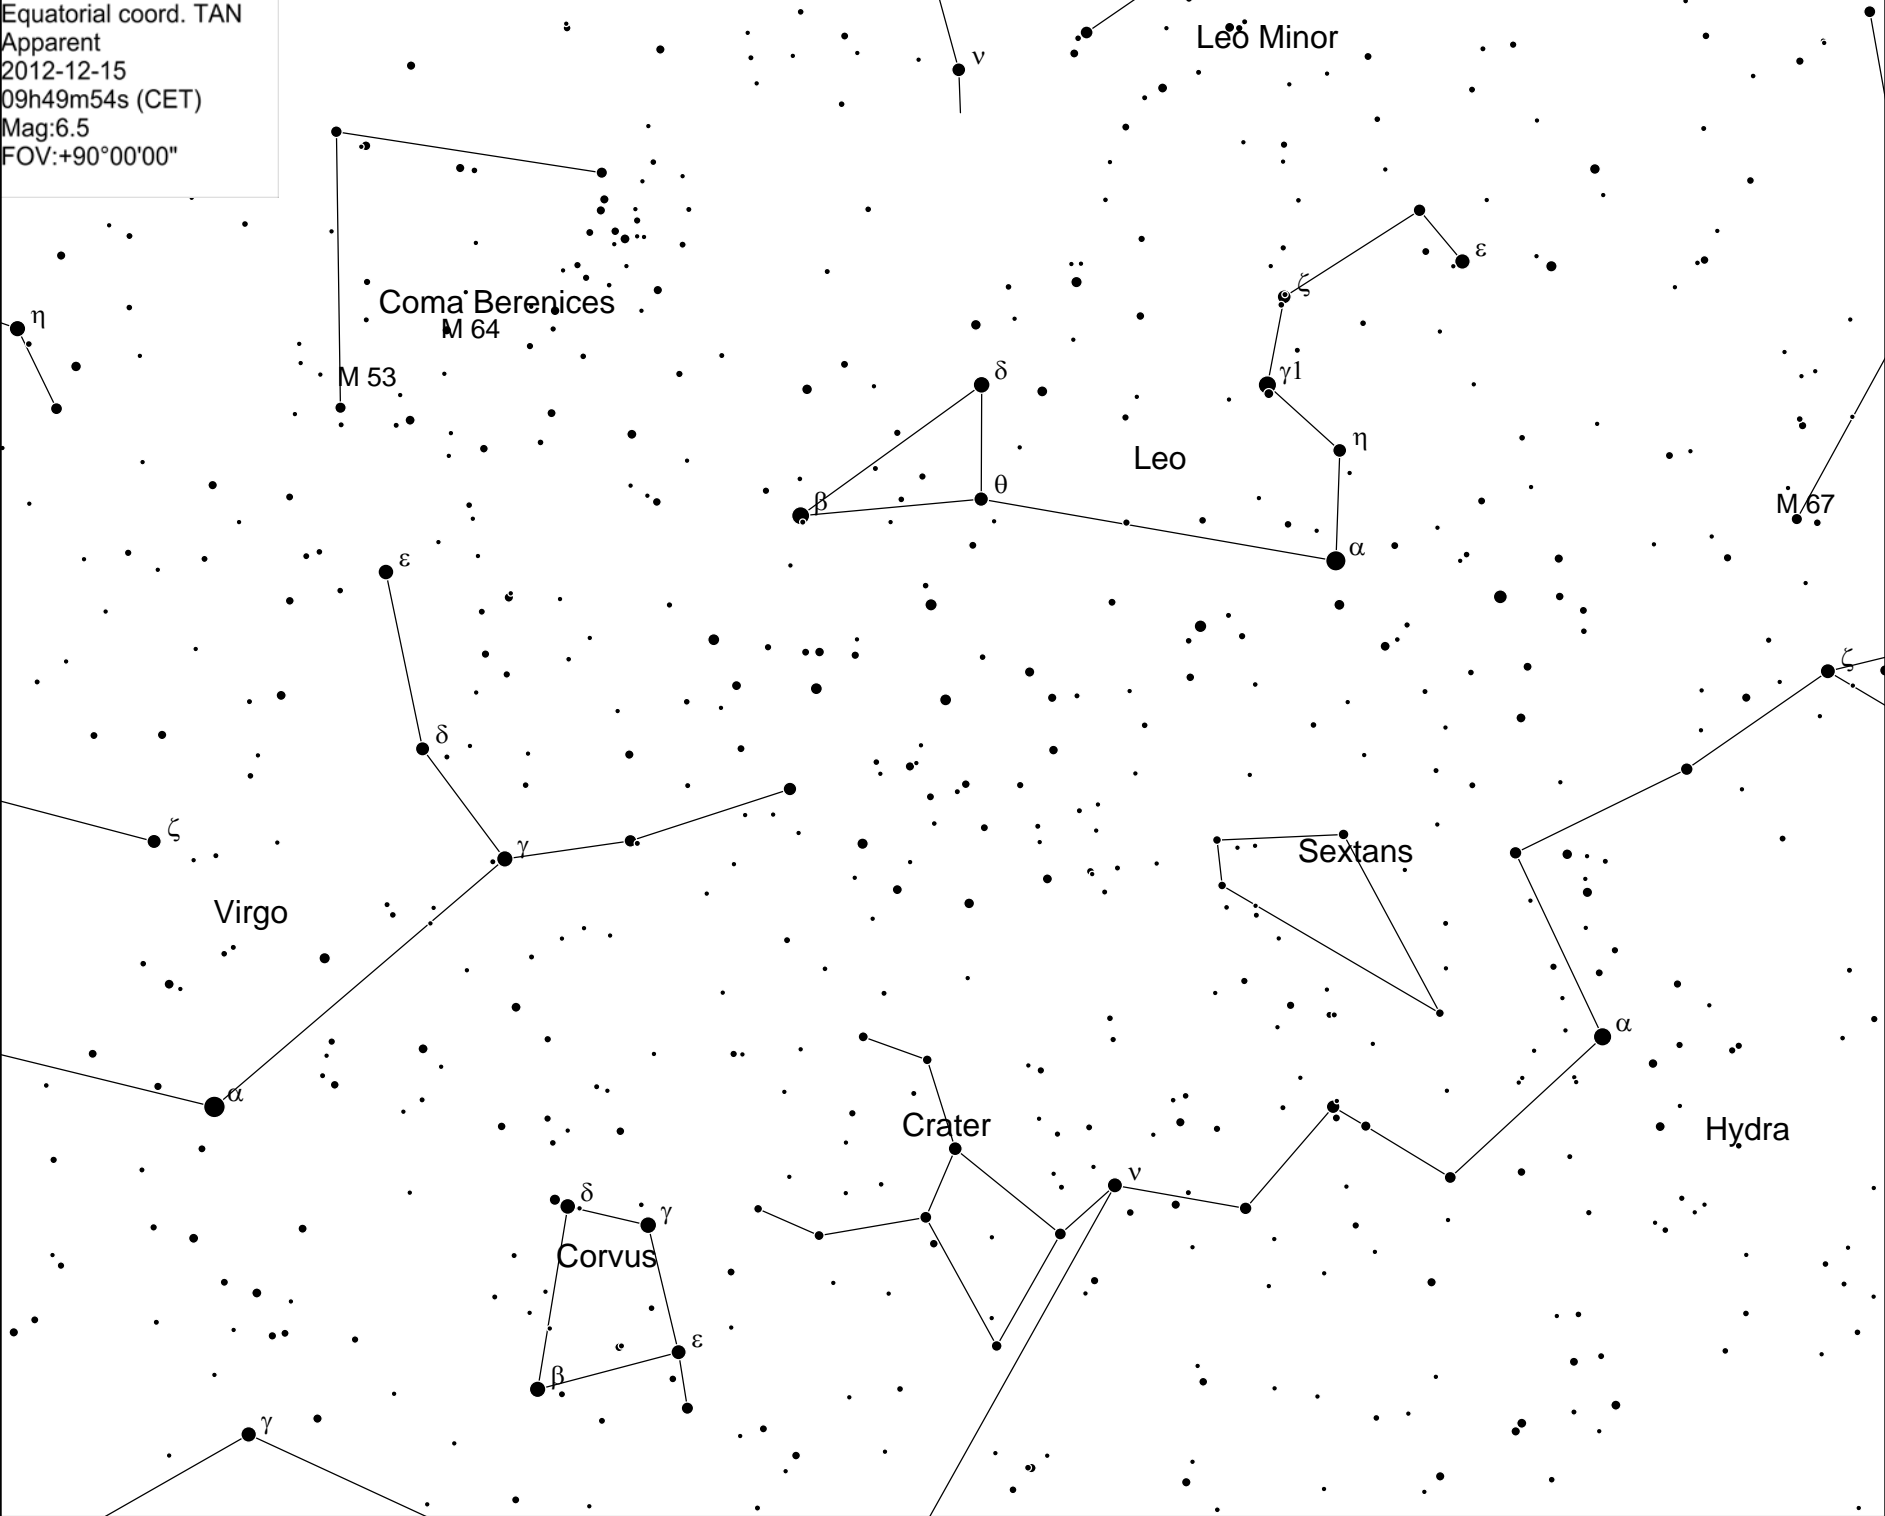 Equatorial coord. TAN
Apparent
2012-12-15
09h49m54s (CET)
Mag:6.5
FOV:+90°00'00"
ν
Leo Minor
ε
ζ
Coma Berenices
M 64
η
M 53
δ
γ1
η
Leo
θ
β
M 67
α
ε
ζ
δ
ζ
γ
Sextans
Virgo
α
α
Crater
Hydra
ν
δ
γ
Corvus
ε
β
γ